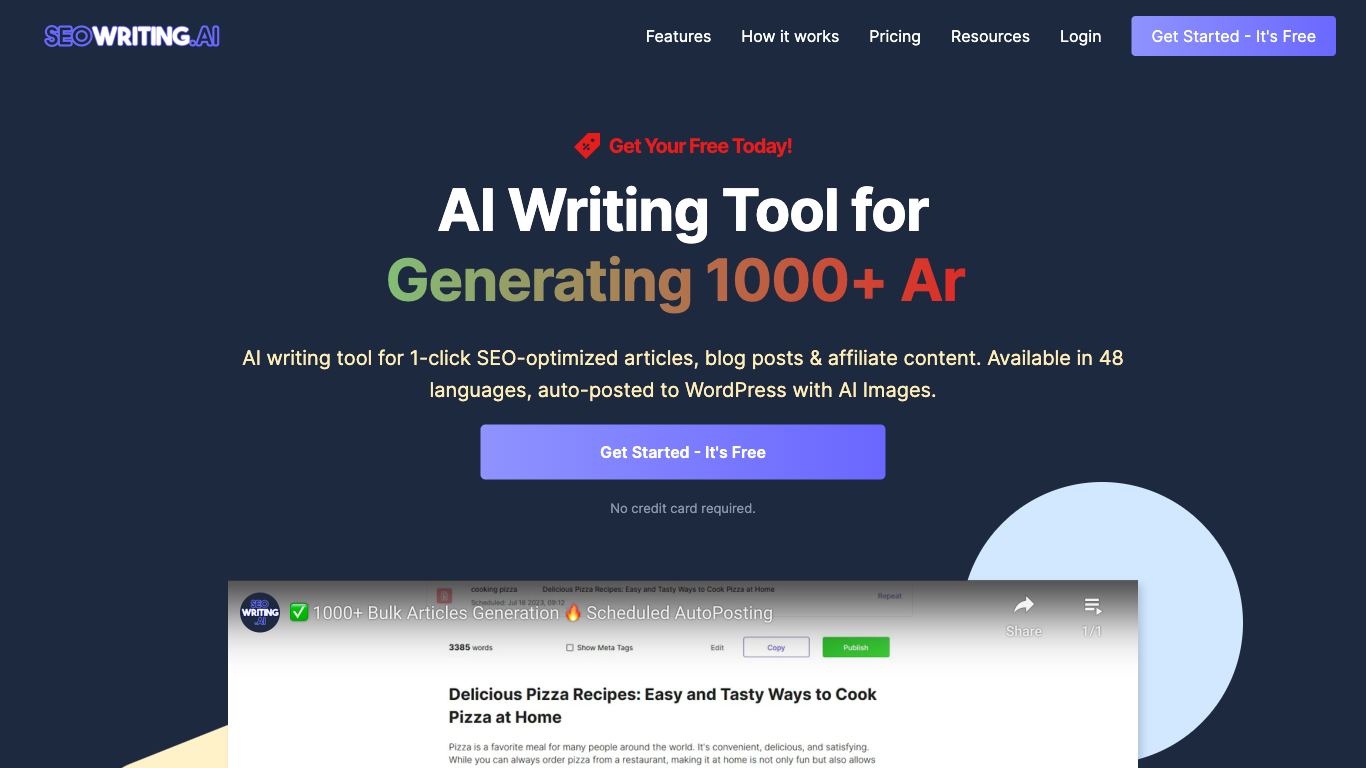 SEOWRITING.AI
Features How it works Pricing Resources Login Get Started - It's Free
Get Your Free Today!
AI Writing Tool for
Generating 1000+ Ar
AI writing tool for 1-click SEO-optimized articles, blog posts & affiliate content. Available in 48
languages, auto-posted to WordPress with AI Images.
Get Started - It's Free
No credit card required.
cooking pizza Delicious Pizza Recipes: Easy and Tasty Ways to Cook Pizza at Home
Scheduled: Jul 18 2023, 09:12 Repeat
SEO
WRITING
.AI
✅ 1000+ Bulk Articles Generation 🔥 Scheduled AutoPosting
Share 1/1
3385 words Show Meta Tags Edit Copy Publish
Delicious Pizza Recipes: Easy and Tasty Ways to Cook
Pizza at Home
Pizza is a favorite meal for many people around the world. It's convenient, delicious, and satisfying.
While you can always order pizza from a restaurant, making it at home is not only fun but also allows